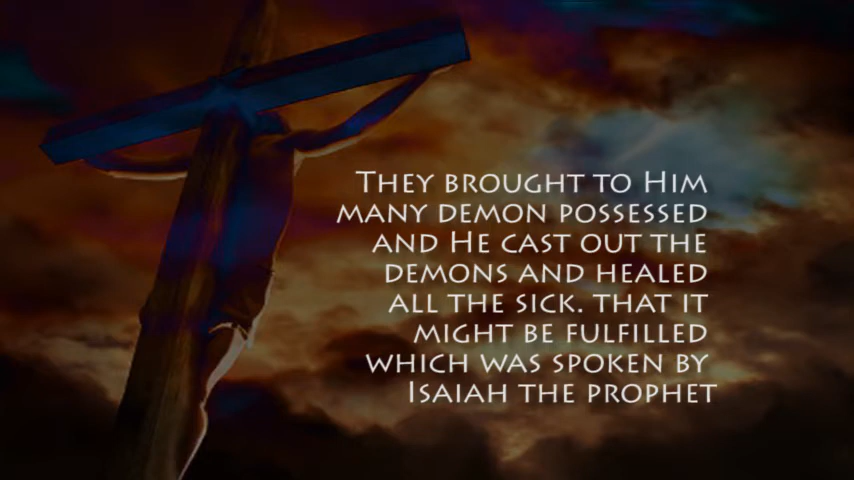 They brought to Him
many demon possessed
and He cast out the
demons and healed
all the sick. that it
might be fulfilled
which was spoken by
Isaiah the prophet